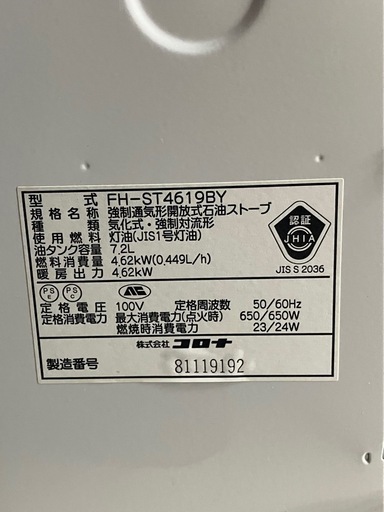 型式 FH-ST4619BY
規格名称 強制通気形開放式石油ストーブ
種類 気化式・強制対流形
使用燃料 灯油(JIS1号灯油)
油タンク容量 7.2L
燃料消費量 4.62kW(0.449L/h)
暖房出力 4.62kW
認証
JHIA
JIS S 2036
PS E
PS C
定格電圧 100V 定格周波数 50/60Hz
定格消費電力 最大消費電力(点火時) 650/650W
燃焼時消費電力 23/24W
株式会社 コロナ
製造番号 81119192